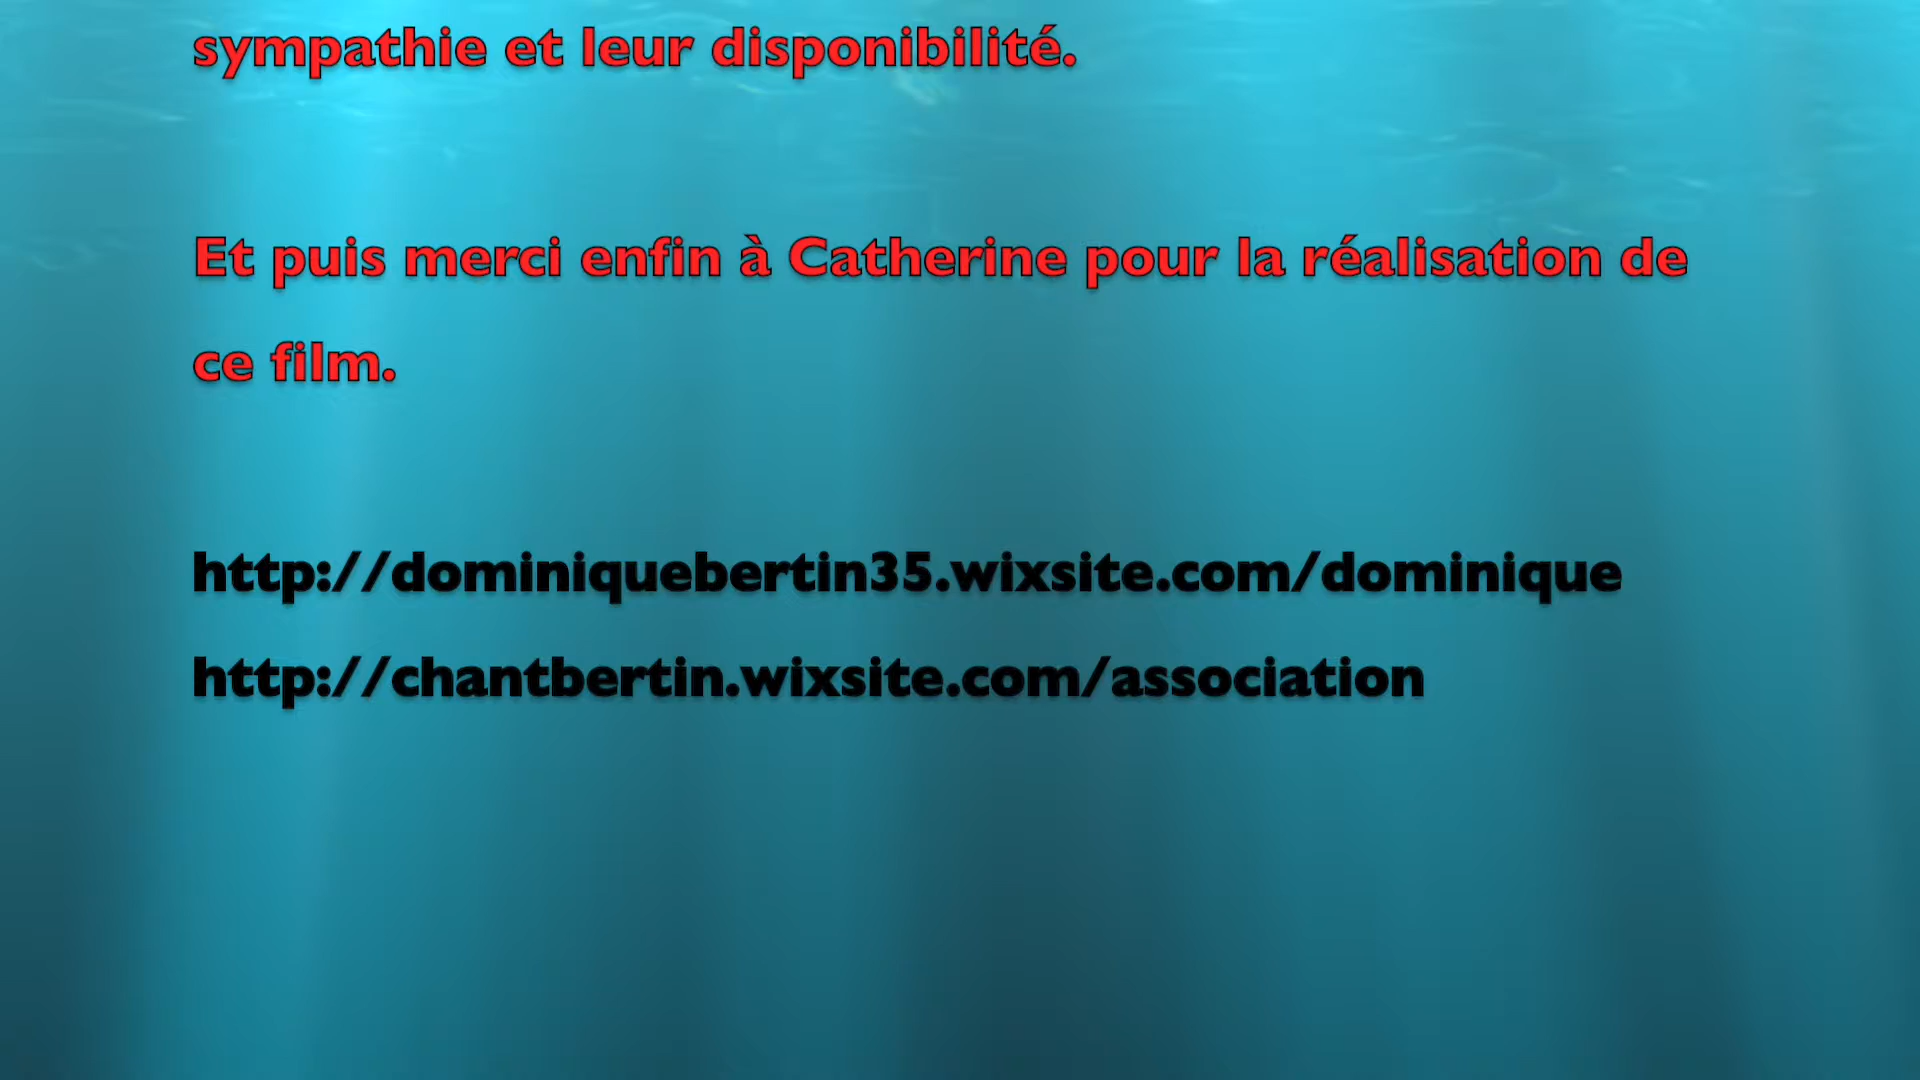 sympathie et leur disponibilité.
Et puis merci enfin à Catherine pour la réalisation de
ce film.
http://dominiquebertin35.wixsite.com/dominique
http://chantbertin.wixsite.com/association